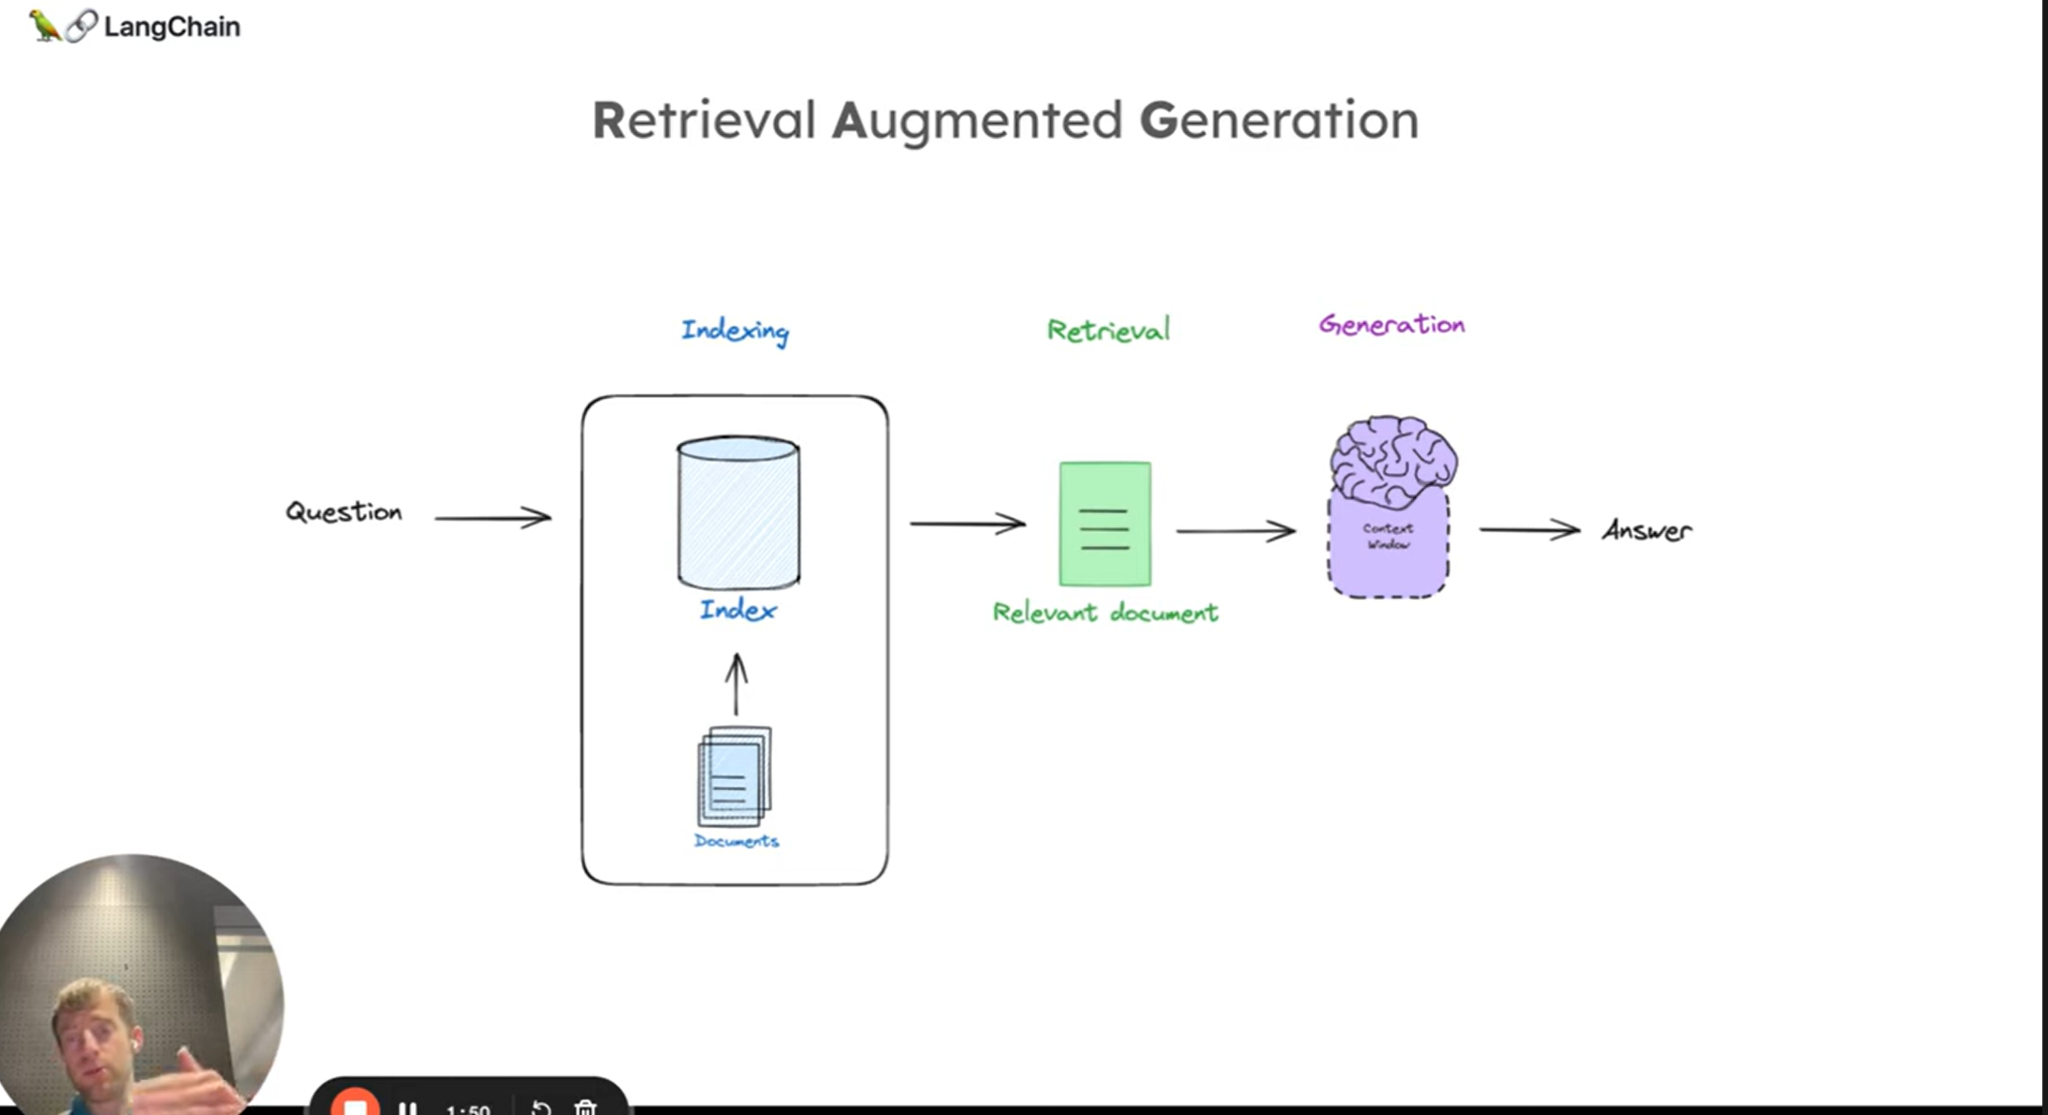 LangChain
Retrieval Augmented Generation
Indexing
Retrieval
Generation
Question
Index
Documents
Relevant document
Context
Window
Answer
1:50